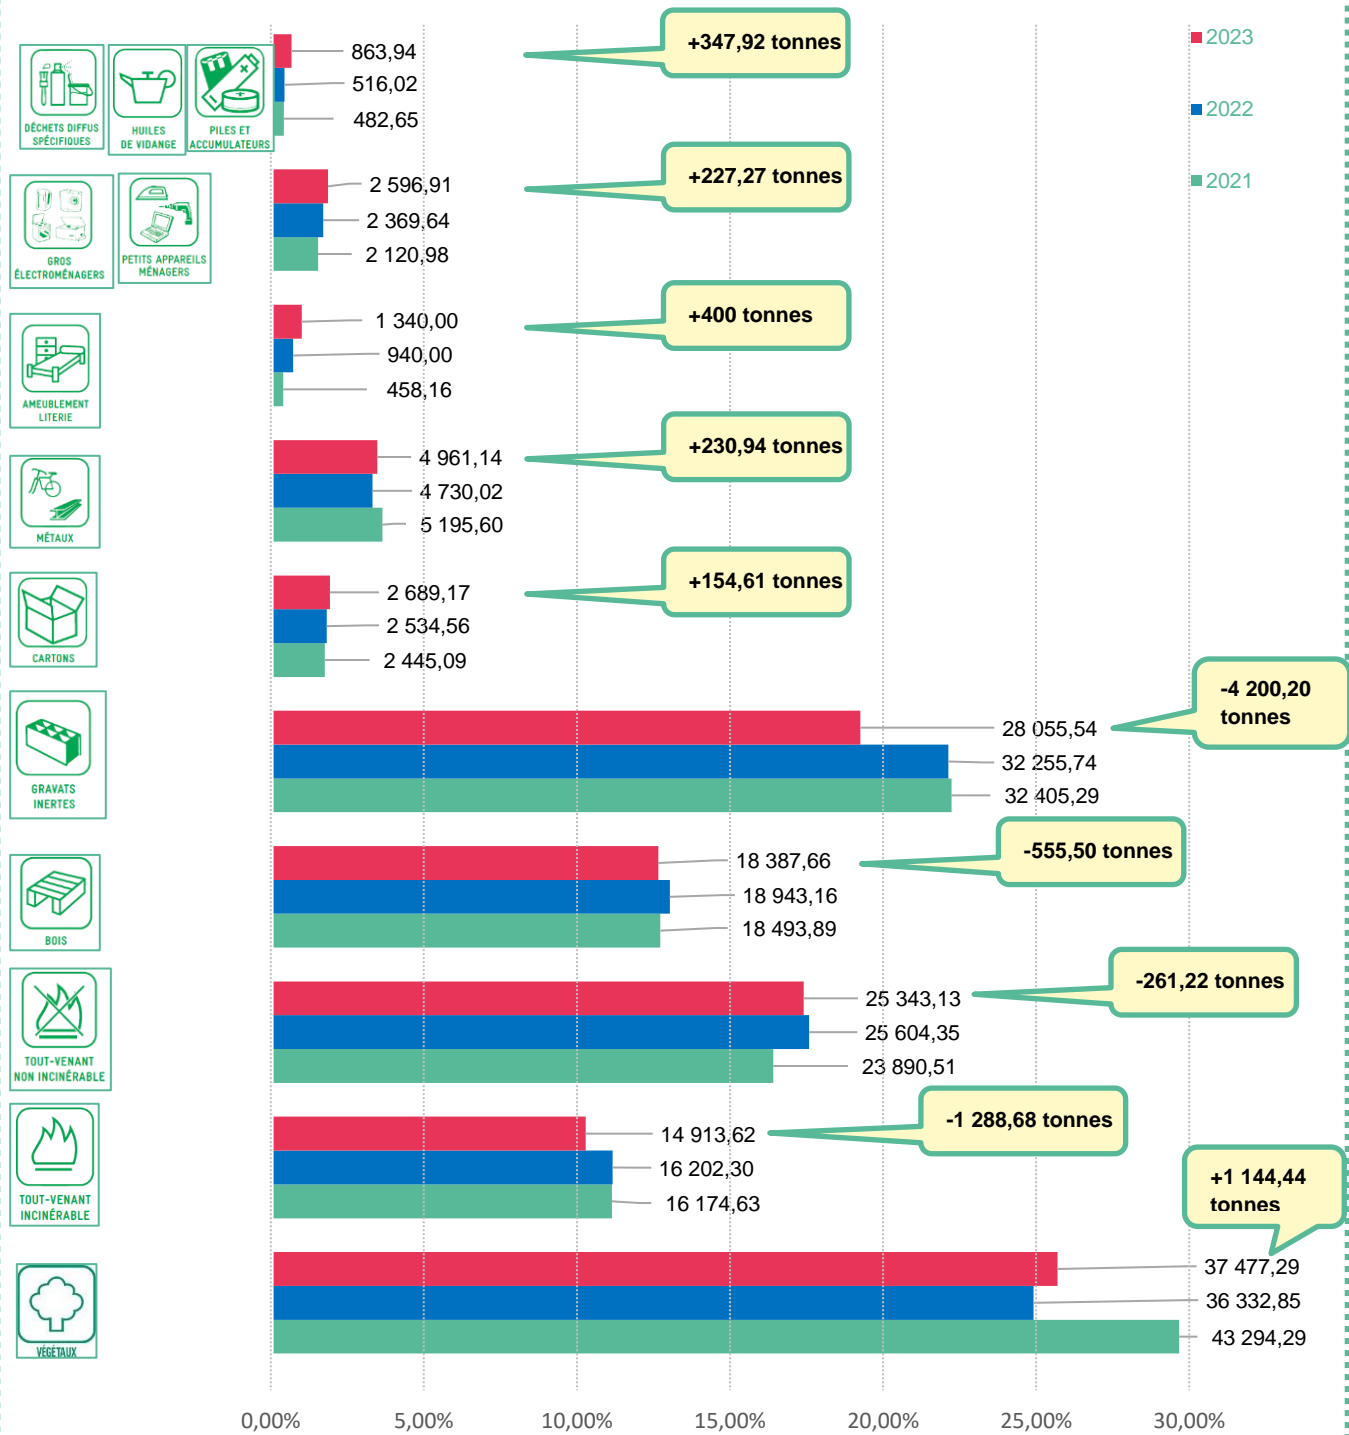 863,94
516,02
482,65
+347,92 tonnes
2023
2022
2021
DÉCHETS DIFFUS
SPÉCIFIQUES
HUILES
DE VIDANGE
PILES ET
ACCUMULATEURS
2 596,91
2 369,64
2 120,98
+227,27 tonnes
GROS
ÉLECTROMÉNAGERS
PETITS APPAREILS
MÉNAGERS
1 340,00
940,00
458,16
+400 tonnes
AMEUBLEMENT
LITERIE
4 961,14
4 730,02
5 195,60
+230,94 tonnes
MÉTAUX
2 689,17
2 534,56
2 445,09
+154,61 tonnes
CARTONS
28 055,54
32 255,74
32 405,29
-4 200,20
tonnes
GRAVATS
INERTES
18 387,66
18 943,16
18 493,89
-555,50 tonnes
BOIS
25 343,13
25 604,35
23 890,51
-261,22 tonnes
TOUT-VENANT
NON INCINÉRABLE
14 913,62
16 202,30
16 174,63
-1 288,68 tonnes
TOUT-VENANT
INCINÉRABLE
+1 144,44
tonnes
37 477,29
36 332,85
43 294,29
VÉGÉTAUX
0,00%
5,00%
10,00%
15,00%
20,00%
25,00%
30,00%